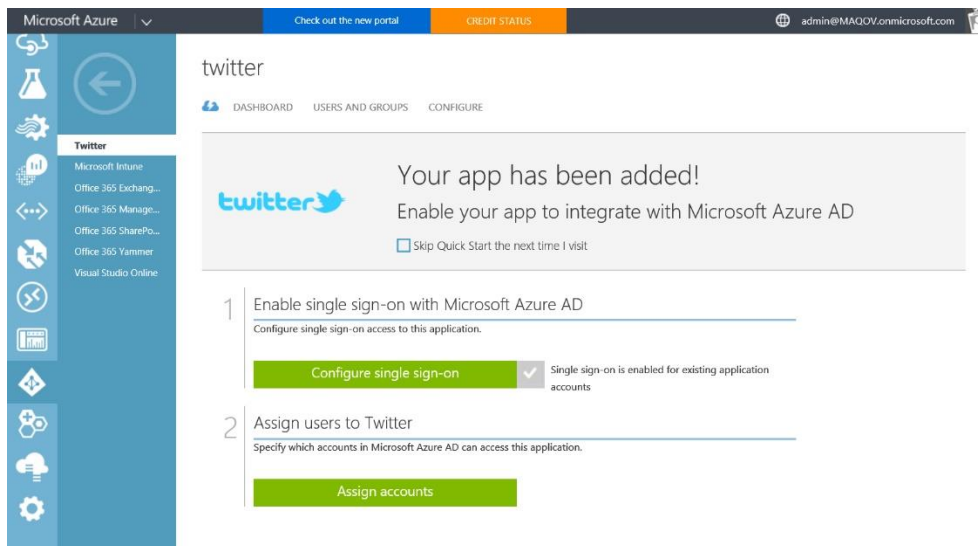 Microsoft Azure
Check out the new portal
CREDIT STATUS
admin@MAQOV.onmicrosoft.com
twitter
DASHBOARD USERS AND GROUPS CONFIGURE
Twitter
Microsoft Intune
Office 365 Exchang...
Office 365 Manage...
Office 365 SharePo...
Office 365 Yammer
Visual Studio Online
twitter
Your app has been added!
Enable your app to integrate with Microsoft Azure AD
Skip Quick Start the next time I visit
1 Enable single sign-on with Microsoft Azure AD
Configure single sign-on access to this application.
Configure single sign-on
Single sign-on is enabled for existing application
accounts
2 Assign users to Twitter
Specify which accounts in Microsoft Azure AD can access this application.
Assign accounts